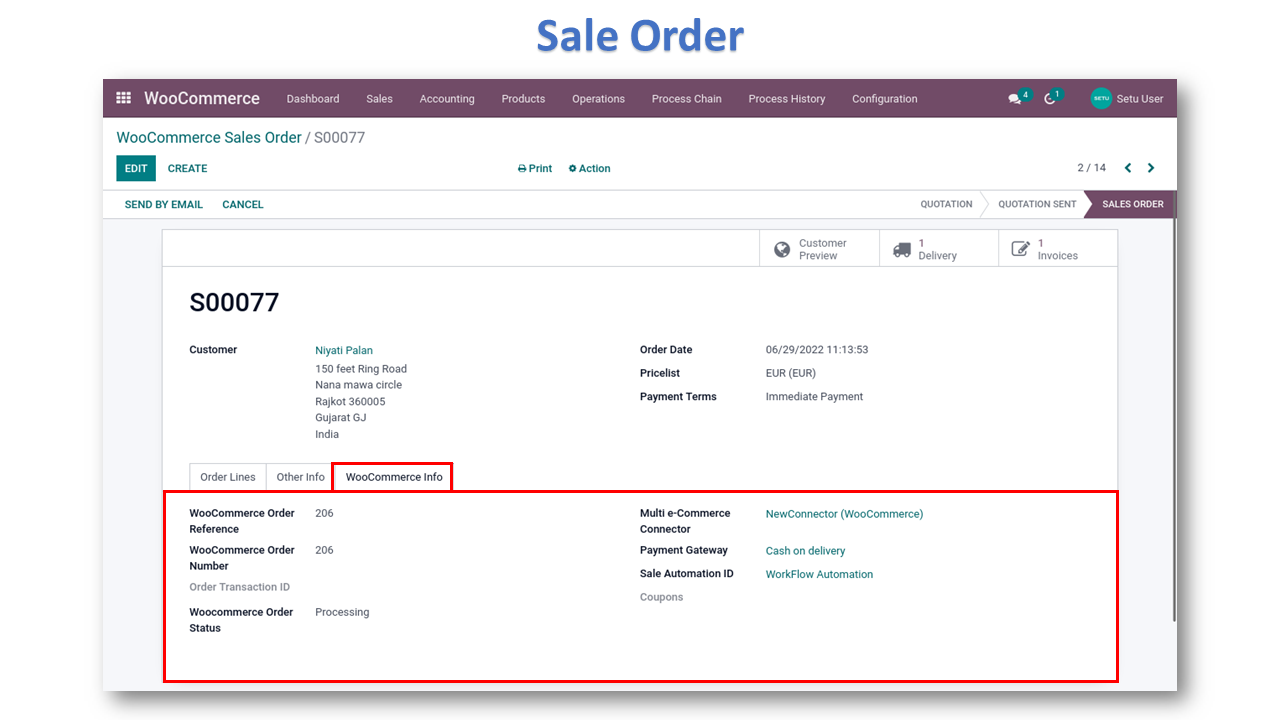 Sale Order
WooCommerce Dashboard Sales Accounting Products Operations Process Chain Process History Configuration 4 1 SETU Setu User
WooCommerce Sales Order / S00077
EDIT CREATE Print Action 2 / 14
SEND BY EMAIL CANCEL QUOTATION QUOTATION SENT SALES ORDER
Customer Preview
1 Delivery
1 Invoices
S00077
Customer Niyati Palan
150 feet Ring Road
Nana mawa circle
Rajkot 360005
Gujarat GJ
India
Order Date 06/29/2022 11:13:53
Pricelist EUR (EUR)
Payment Terms Immediate Payment
Order Lines Other Info WooCommerce Info
WooCommerce Order Reference 206
WooCommerce Order Number 206
Order Transaction ID
Woocommerce Order Status Processing
Multi e-Commerce Connector NewConnector (WooCommerce)
Payment Gateway Cash on delivery
Sale Automation ID WorkFlow Automation
Coupons